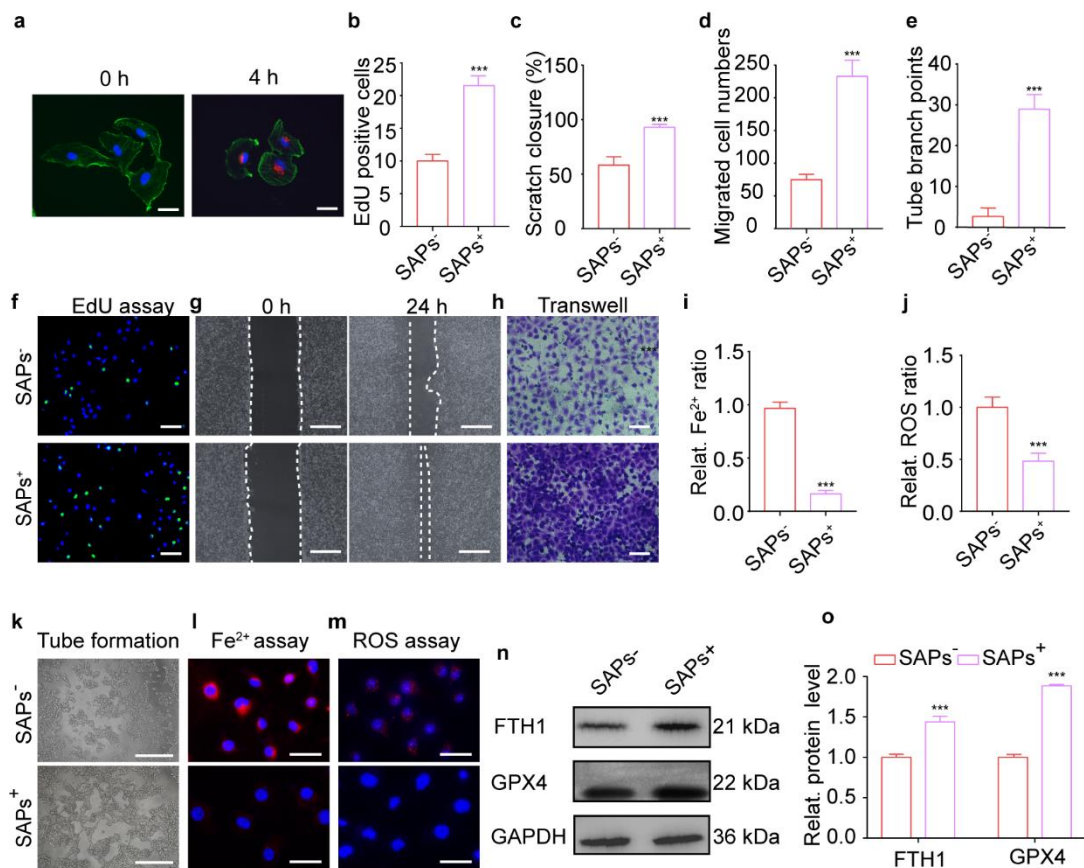 a
0 h
4 h
b
EdU positive cells
25
20
15
10
5
0
***
SAPs-
SAPs+
c
Scratch closure (%)
150
100
50
0
***
SAPs-
SAPs+
d
Migrated cell numbers
300
250
200
150
100
50
0
***
SAPs-
SAPs+
e
Tube branch points
40
30
20
10
0
***
SAPs-
SAPs+
f
EdU assay
SAPs-
SAPs+
g
0 h
24 h
h
Transwell
***
i
Relat. Fe2+ ratio
1.5
1.0
0.5
0.0
***
SAPs-
SAPs+
j
Relat. ROS ratio
1.5
1.0
0.5
0.0
***
SAPs-
SAPs+
k
Tube formation
SAPs-
SAPs+
l
Fe2+ assay
m
ROS assay
n
SAPs-
SAPs+
FTH1
21 kDa
GPX4
22 kDa
GAPDH
36 kDa
o
SAPs-
SAPs+
Relat. protein level
2.0
1.5
1.0
0.5
0.0
***
***
FTH1
GPX4